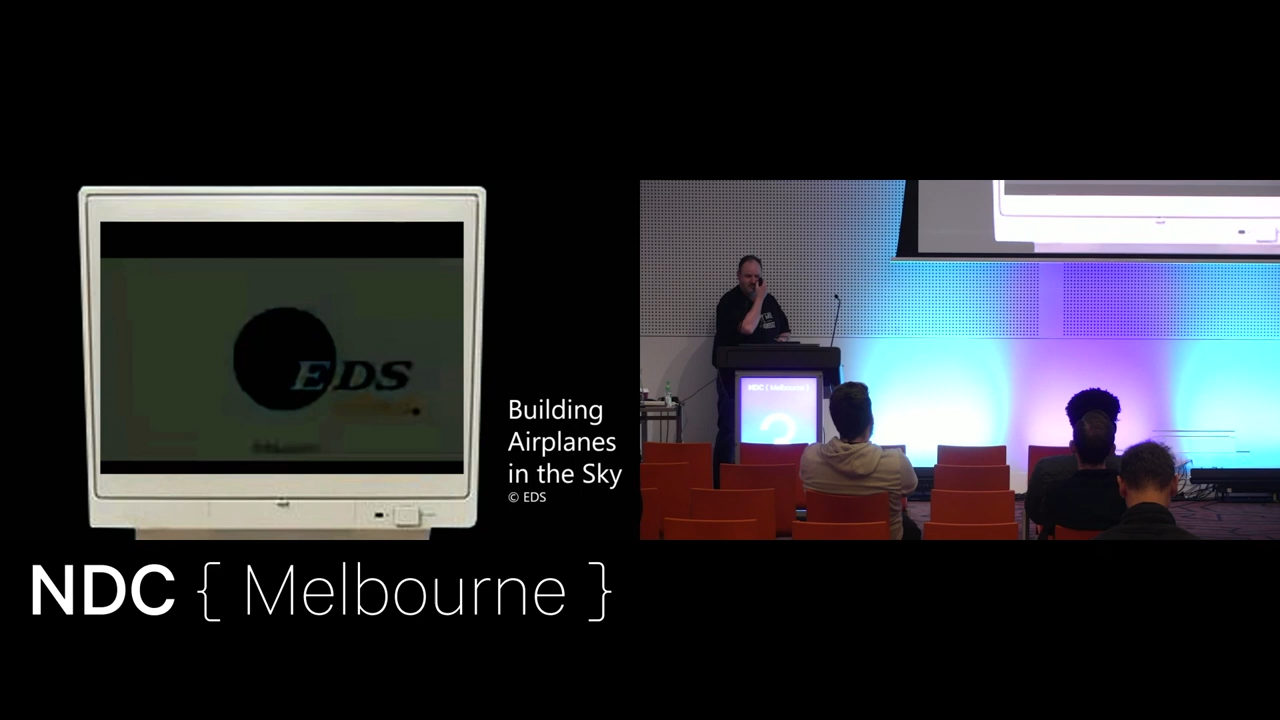 EDS
Building
Airplanes
in the Sky
© EDS
NDC { Melbourne }
NDC { Melbourne }